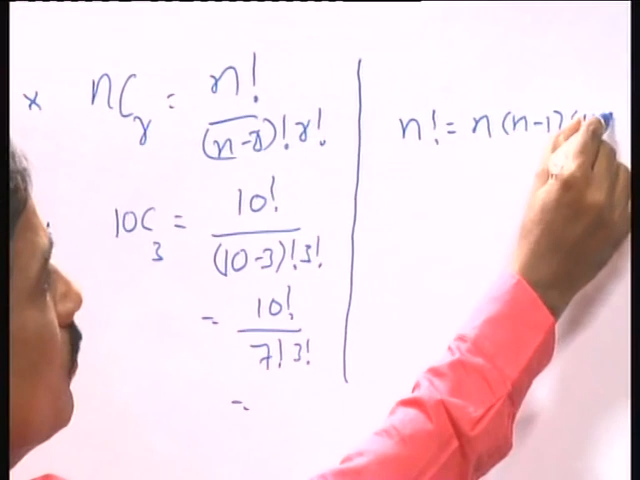 × nCr = n! / (n-r)! r!
10C3 = 10! / (10-3)! 3!
= 10! / 7! 3!
=
n! = n (n-1) (